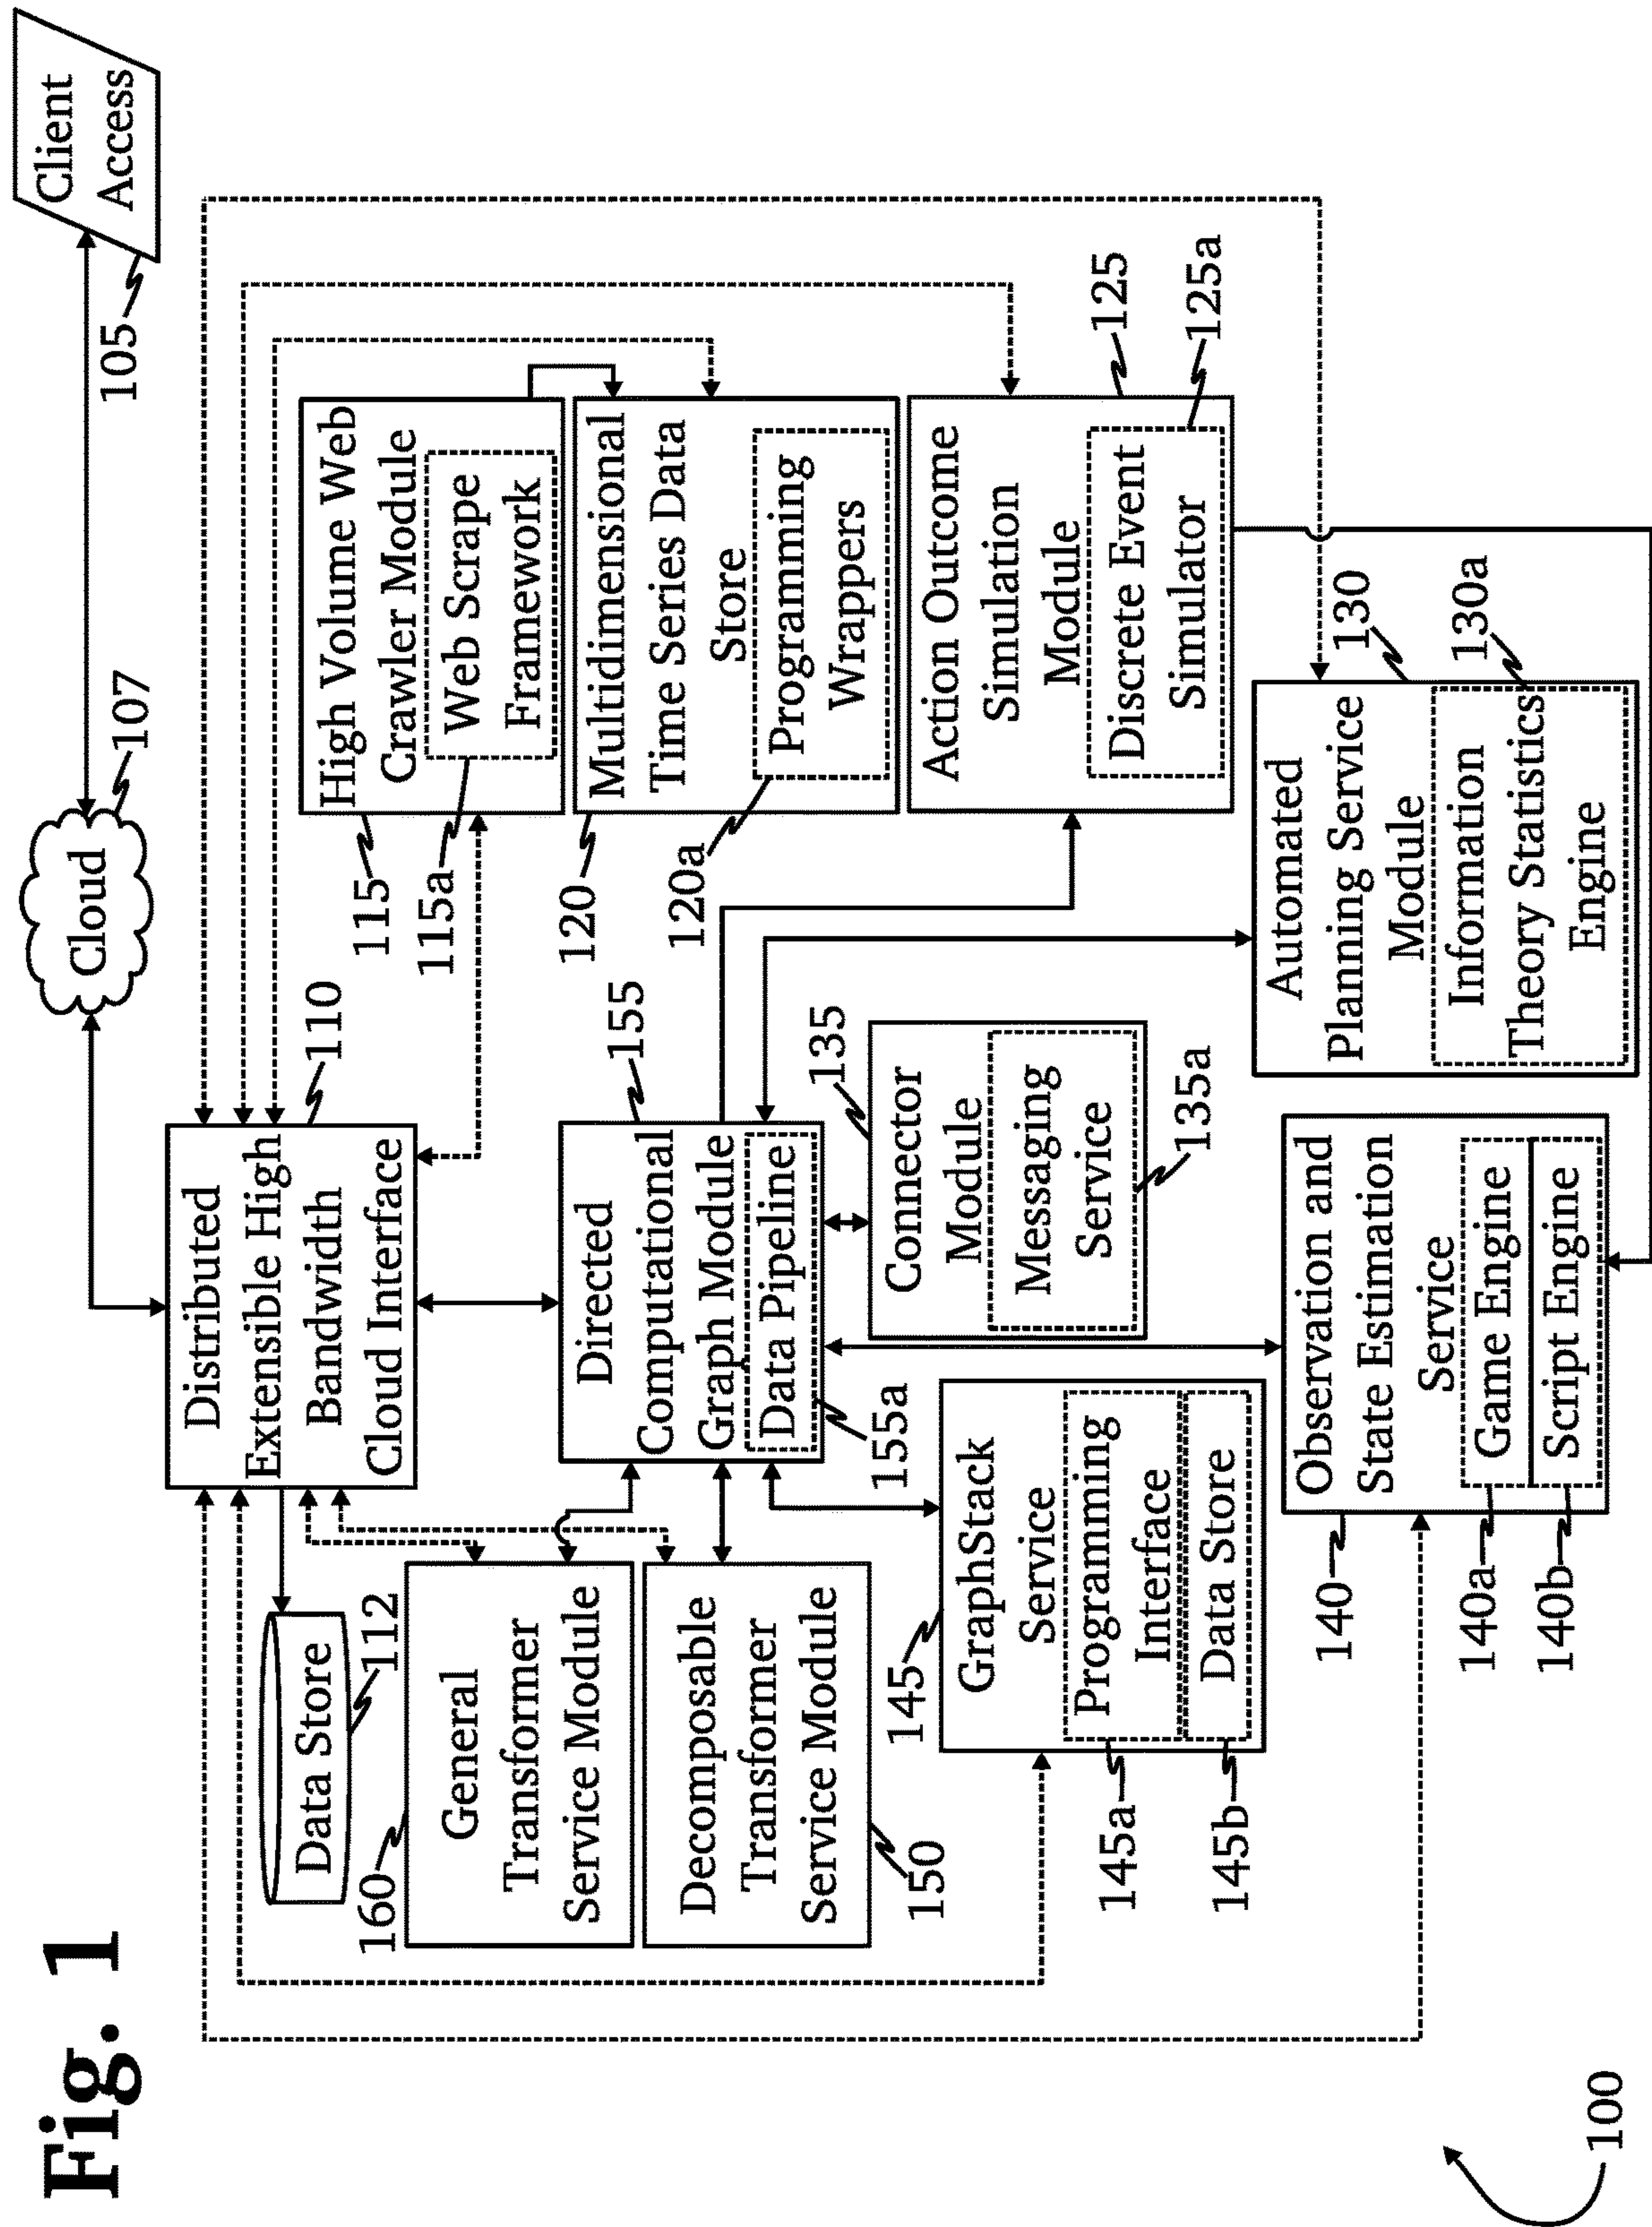 Fig. 1
Client
Access
105
Cloud
107
Distributed
Extensible High
Bandwidth
Cloud Interface
110
Data Store
112
High Volume Web
Crawler Module
Web Scrape
Framework
115
115a
Multidimensional
Time Series Data
Store
Programming
Wrappers
120
120a
Action Outcome
Simulation
Module
Discrete Event
Simulator
125
125a
Automated
Planning Service
Module
Information
Theory Statistics
Engine
130
130a
Directed
Computational
Graph Module
Data Pipeline
155
155a
Connector
Module
Messaging
Service
135
135a
General
Transformer
Service Module
160
Decomposable
Transformer
Service Module
150
GraphStack
Service
Programming
Interface
Data Store
145
145a
145b
Observation and
State Estimation
Service
Game Engine
Script Engine
140
140a
140b
100